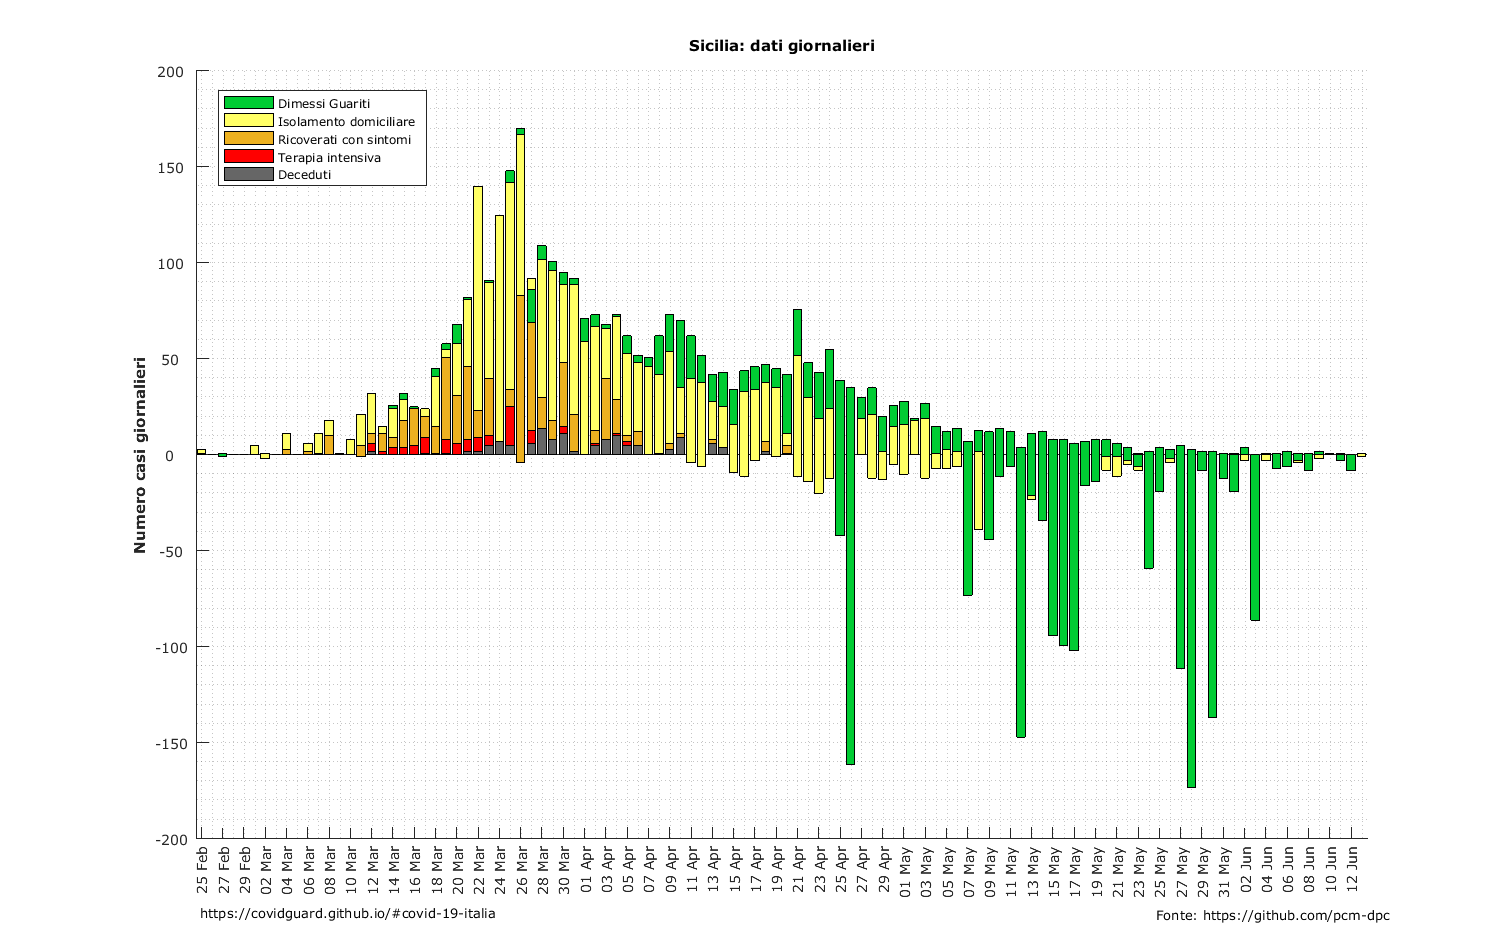 Sicilia: dati giornalieri
200
150
100
50
0
-50
-100
-150
-200
Numero casi giornalieri
Dimessi Guariti
Isolamento domiciliare
Ricoverati con sintomi
Terapia intensiva
Deceduti
25 Feb
27 Feb
29 Feb
02 Mar
04 Mar
06 Mar
08 Mar
10 Mar
12 Mar
14 Mar
16 Mar
18 Mar
20 Mar
22 Mar
24 Mar
26 Mar
28 Mar
30 Mar
01 Apr
03 Apr
05 Apr
07 Apr
09 Apr
11 Apr
13 Apr
15 Apr
17 Apr
19 Apr
21 Apr
23 Apr
25 Apr
27 Apr
29 Apr
01 May
03 May
05 May
07 May
09 May
11 May
13 May
15 May
17 May
19 May
21 May
23 May
25 May
27 May
29 May
31 May
02 Jun
04 Jun
06 Jun
08 Jun
10 Jun
12 Jun
https://covidguard.github.io/#covid-19-italia
Fonte: https://github.com/pcm-dpc